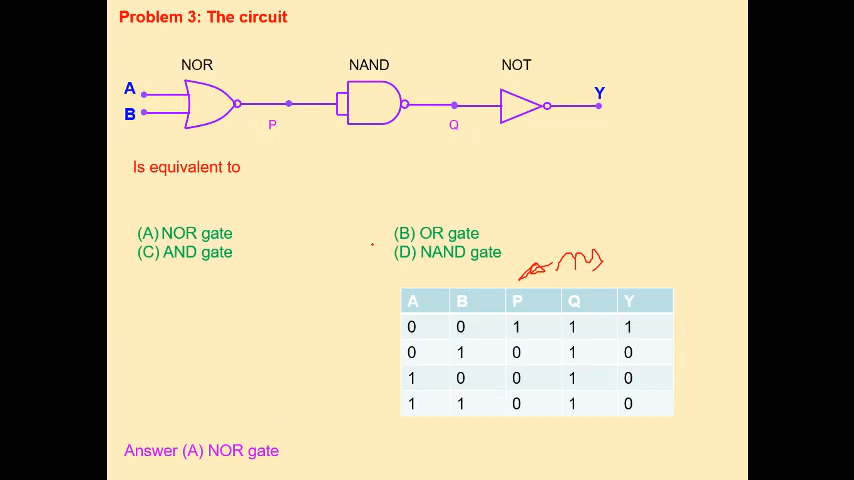 Problem 3: The circuit
NOR NAND NOT
A
B
Y
P
Q
Is equivalent to
(A) NOR gate (B) OR gate
(C) AND gate (D) NAND gate
A B P Q Y
0 0 1 1 1
0 1 0 1 0
1 0 0 1 0
1 1 0 1 0
Answer (A) NOR gate